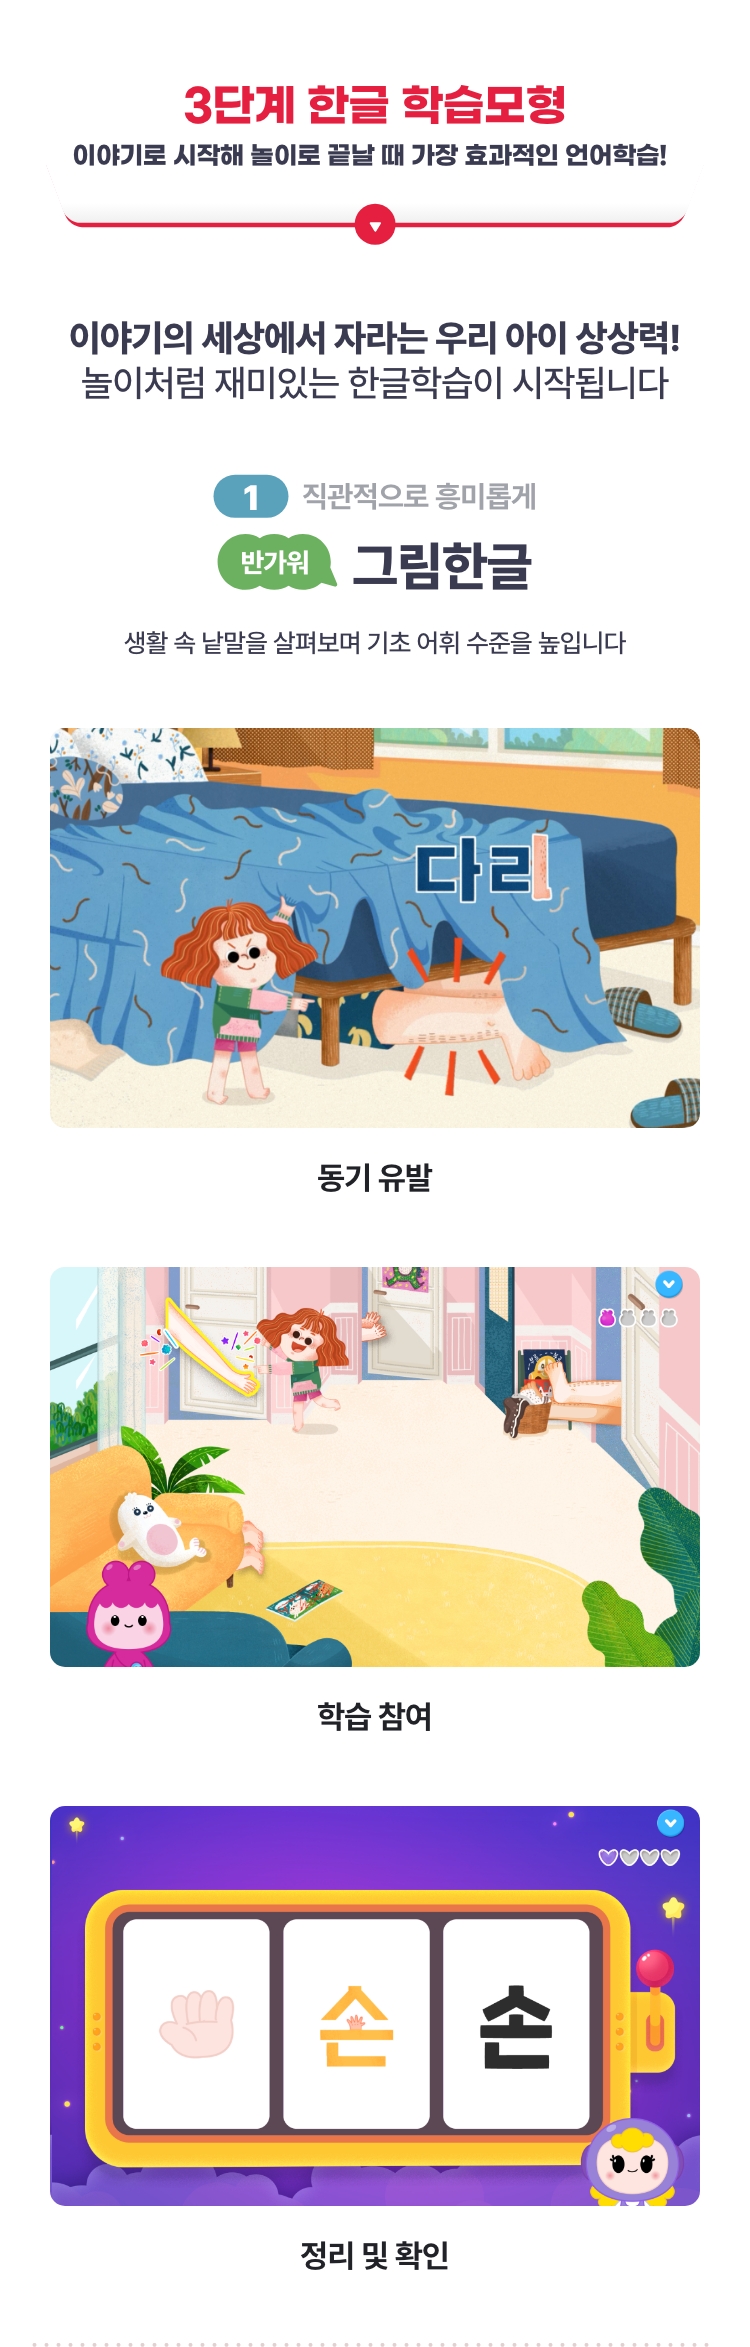 3단계 한글 학습모형
이야기로 시작해 놀이로 끝날 때 가장 효과적인 언어학습!
이야기의 세상에서 자라는 우리 아이 상상력!
놀이처럼 재미있는 한글학습이 시작됩니다
1 직관적으로 흥미롭게
반가워 그림한글
생활 속 낱말을 살펴보며 기초 어휘 수준을 높입니다
다리
동기 유발
학습 참여
손 손
정리 및 확인